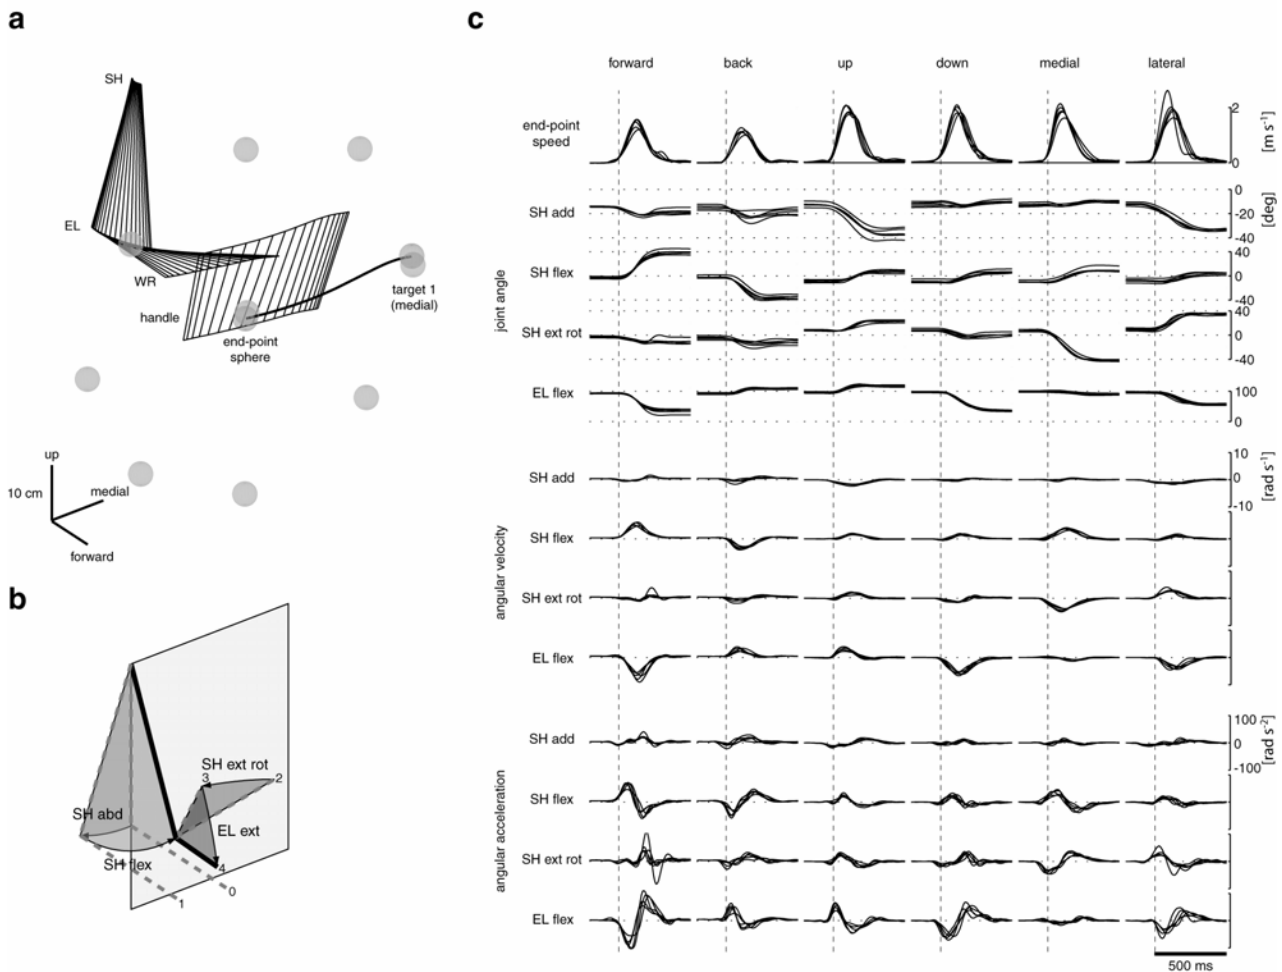 a
SH
EL
WR
handle
end-point
sphere
target 1
(medial)
up
10 cm
medial
forward
b
SH ext rot
3
2
SH abd
EL ext
SH flex
4
0
1
c
forward back up down medial lateral
end-point
speed
2
0
[m s⁻¹]
joint angle
SH add
0
-20
-40
[deg]
SH flex
40
0
-40
SH ext rot
40
0
-40
EL flex
100
0
angular velocity
SH add
10
0
-10
[rad s⁻¹]
SH flex
SH ext rot
EL flex
angular acceleration
SH add
100
0
-100
[rad s⁻²]
SH flex
SH ext rot
EL flex
500 ms